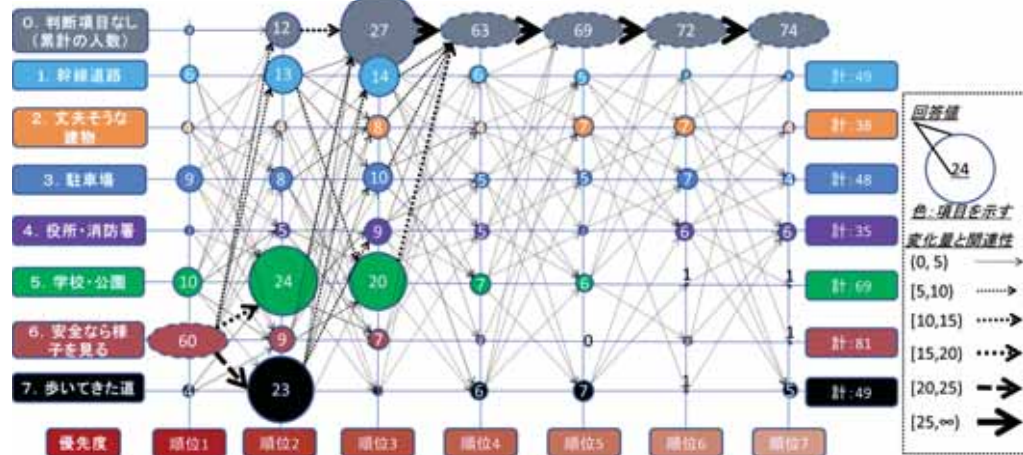 0. 判断項目なし
(累計の人数)
12
27
63
69
72
74
1. 幹線道路
6
13
14
6
6
計:49
2. 丈夫そうな
建物
8
7
7
計:38
3. 駐車場
9
8
10
5
5
7
4
計:48
4. 役所・消防署
5
9
5
6
6
計:35
5. 学校・公園
10
24
20
7
6
1
1
計:69
6. 安全なら様
子を見る
60
9
7
0
1
計:81
7. 歩いてきた道
4
23
6
7
1
5
計:49
優先度
順位1
順位2
順位3
順位4
順位5
順位6
順位7
回答値
24
色:項目を示す
変化量と関連性
(0, 5)
[5,10)
[10,15)
[15,20)
[20,25)
[25,∞)